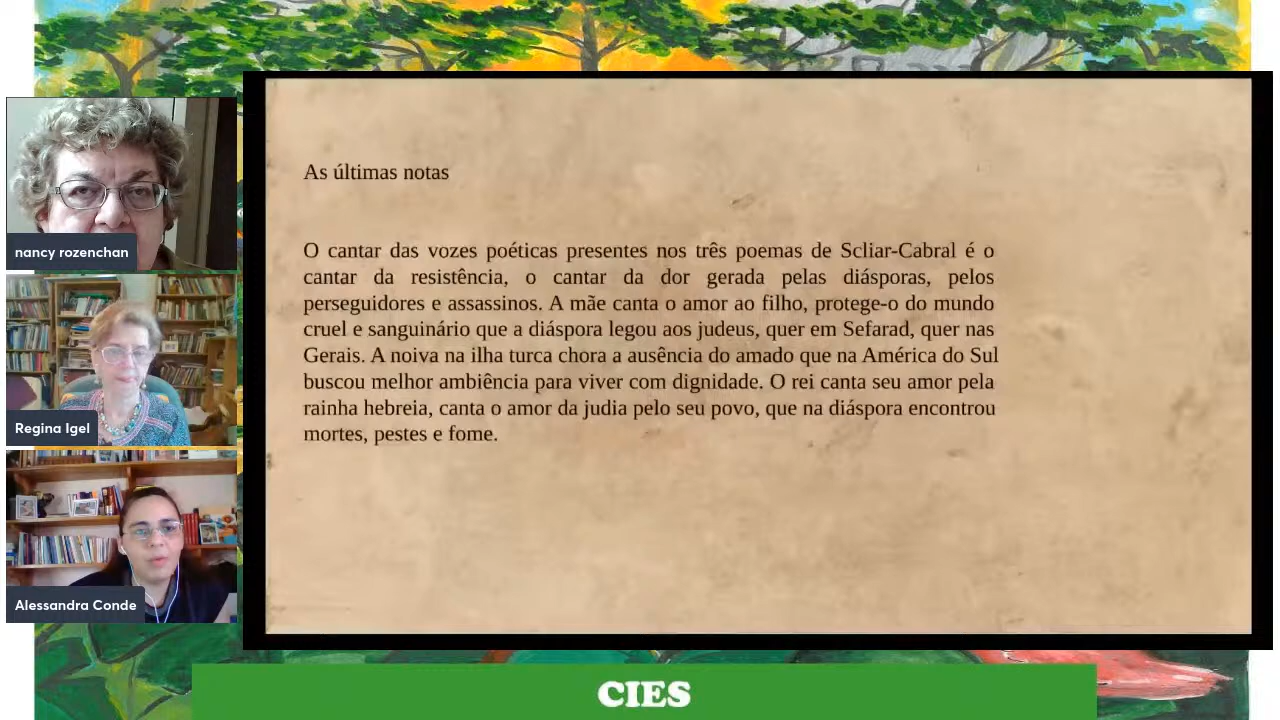 nancy rozenchan
Regina Igel
Alessandra Conde
As últimas notas
O cantar das vozes poéticas presentes nos três poemas de Scliar-Cabral é o
cantar da resistência, o cantar da dor gerada pelas diásporas, pelos
perseguidores e assassinos. A mãe canta o amor ao filho, protege-o do mundo
cruel e sanguinário que a diáspora legou aos judeus, quer em Sefarad, quer nas
Gerais. A noiva na ilha turca chora a ausência do amado que na América do Sul
buscou melhor ambiência para viver com dignidade. O rei canta seu amor pela
rainha hebreia, canta o amor da judia pelo seu povo, que na diáspora encontrou
mortes, pestes e fome.
CIES